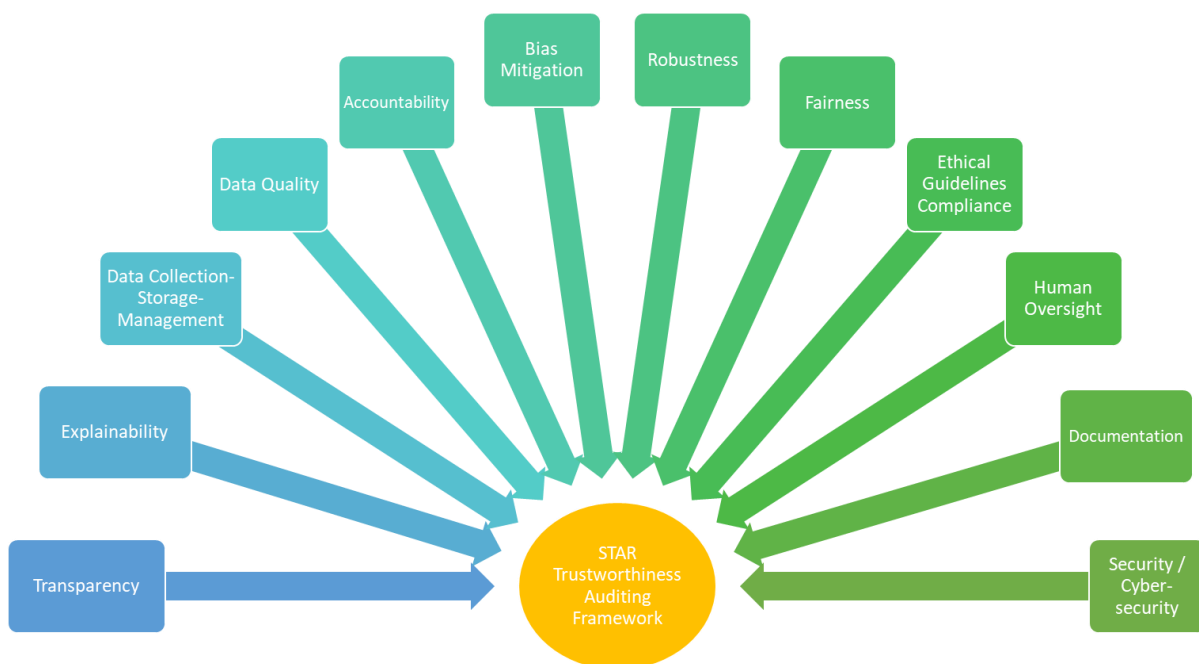 Transparency
Explainability
Data Collection-
Storage-
Management
Data Quality
Accountability
Bias
Mitigation
Robustness
Fairness
Ethical
Guidelines
Compliance
Human
Oversight
Documentation
Security /
Cyber-
security
STAR
Trustworthiness
Auditing
Framework